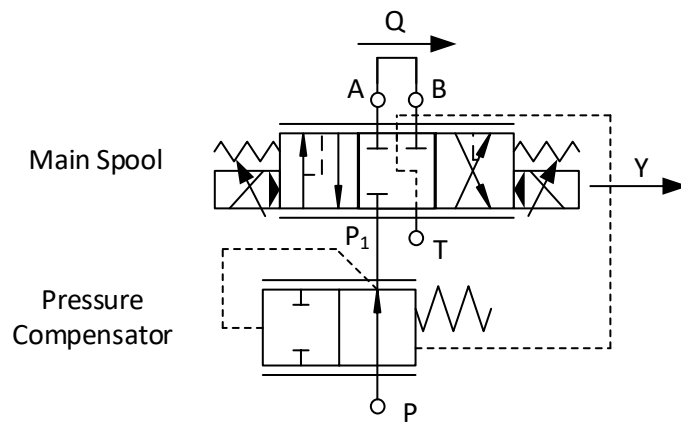 Q
A B
Main Spool
Y
P₁
T
Pressure
Compensator
P